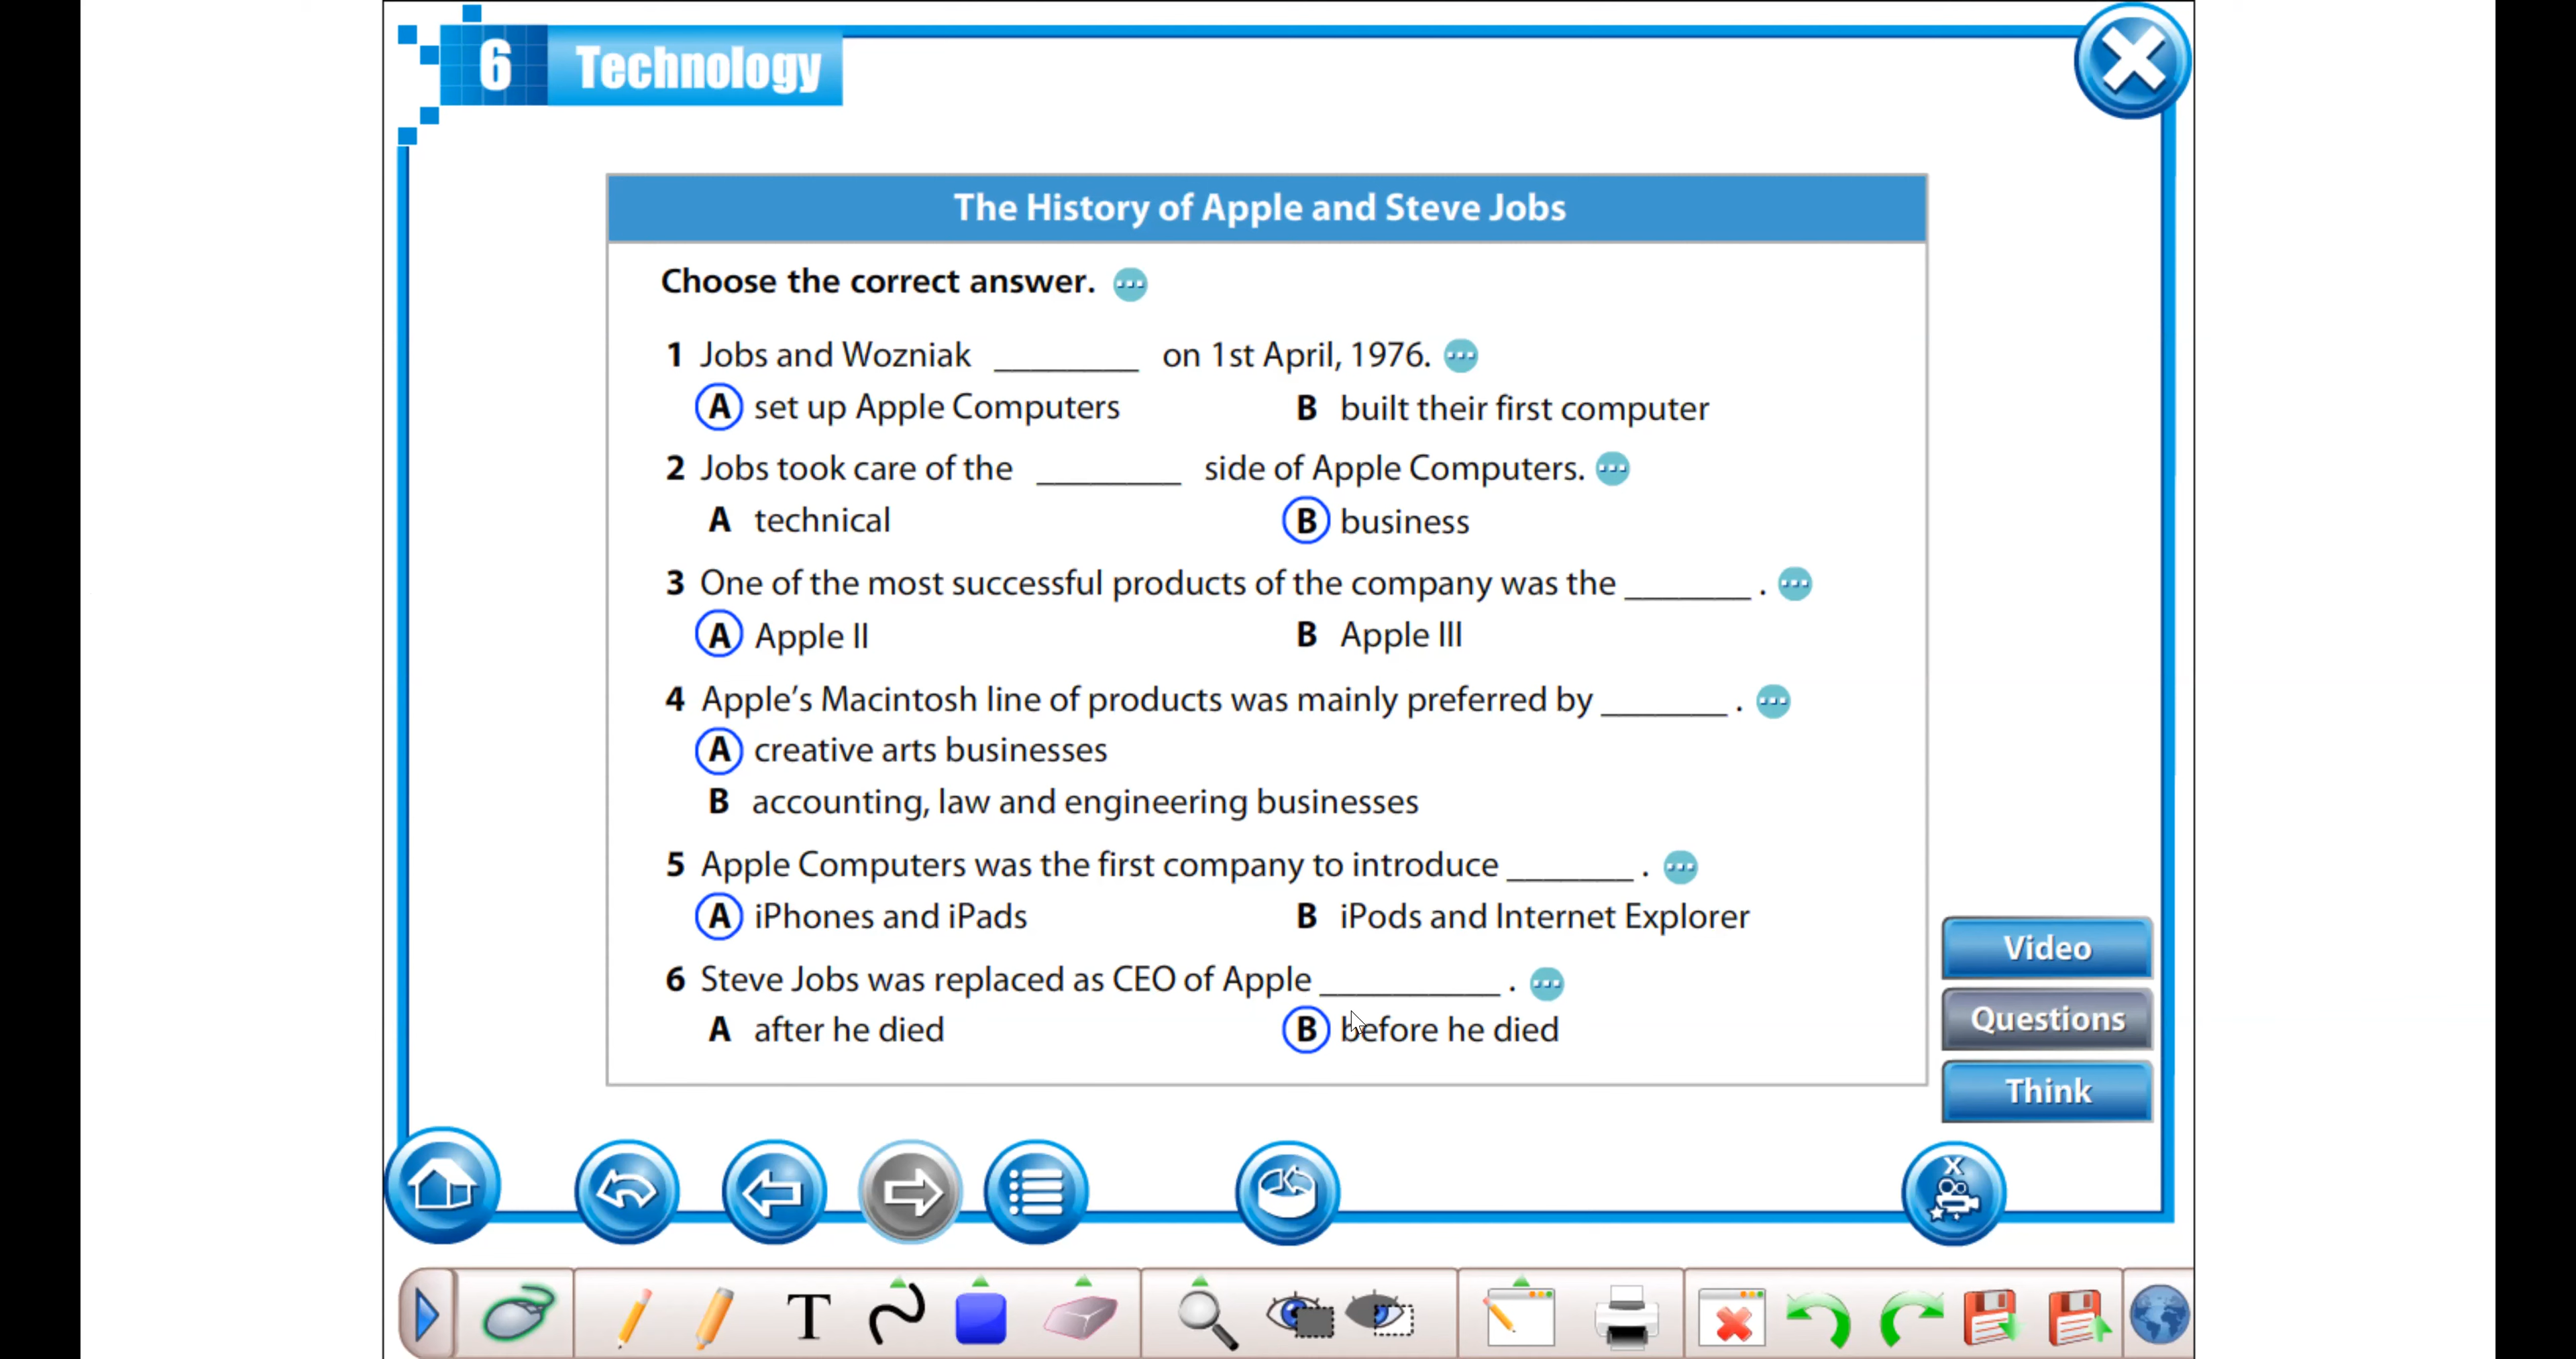 6 Technology
The History of Apple and Steve Jobs
Choose the correct answer.
1 Jobs and Wozniak ________ on 1st April, 1976.
A set up Apple Computers B built their first computer
2 Jobs took care of the ________ side of Apple Computers.
A technical B business
3 One of the most successful products of the company was the _______ .
A Apple II B Apple III
4 Apple’s Macintosh line of products was mainly preferred by _______ .
A creative arts businesses
B accounting, law and engineering businesses
5 Apple Computers was the first company to introduce _______ .
A iPhones and iPads B iPods and Internet Explorer
6 Steve Jobs was replaced as CEO of Apple __________ .
A after he died B before he died
Video
Questions
Think
X
T